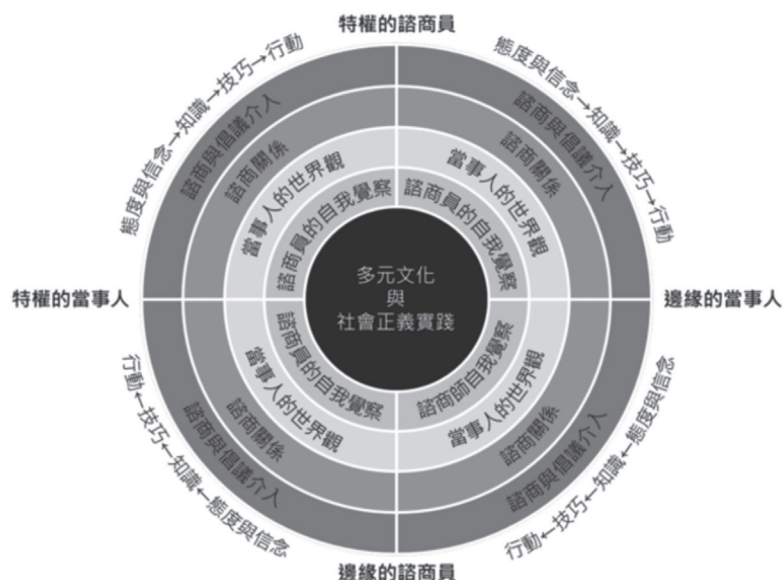 特權的諮商員
態度與信念→知識→技巧→行動
態度與信念→知識→技巧→行動
諮商與倡議介入
諮商與倡議介入
諮商關係
諮商關係
當事人的世界觀
當事人的世界觀
諮商員的自我覺察
諮商員的自我覺察
特權的當事人
多元文化
與
社會正義實踐
邊緣的當事人
諮商員的自我覺察
諮商師自我覺察
當事人的世界觀
當事人的世界觀
諮商關係
諮商關係
諮商與倡議介入
諮商與倡議介入
行動←技巧←知識←態度與信念
行動←技巧←知識←態度與信念
邊緣的諮商員